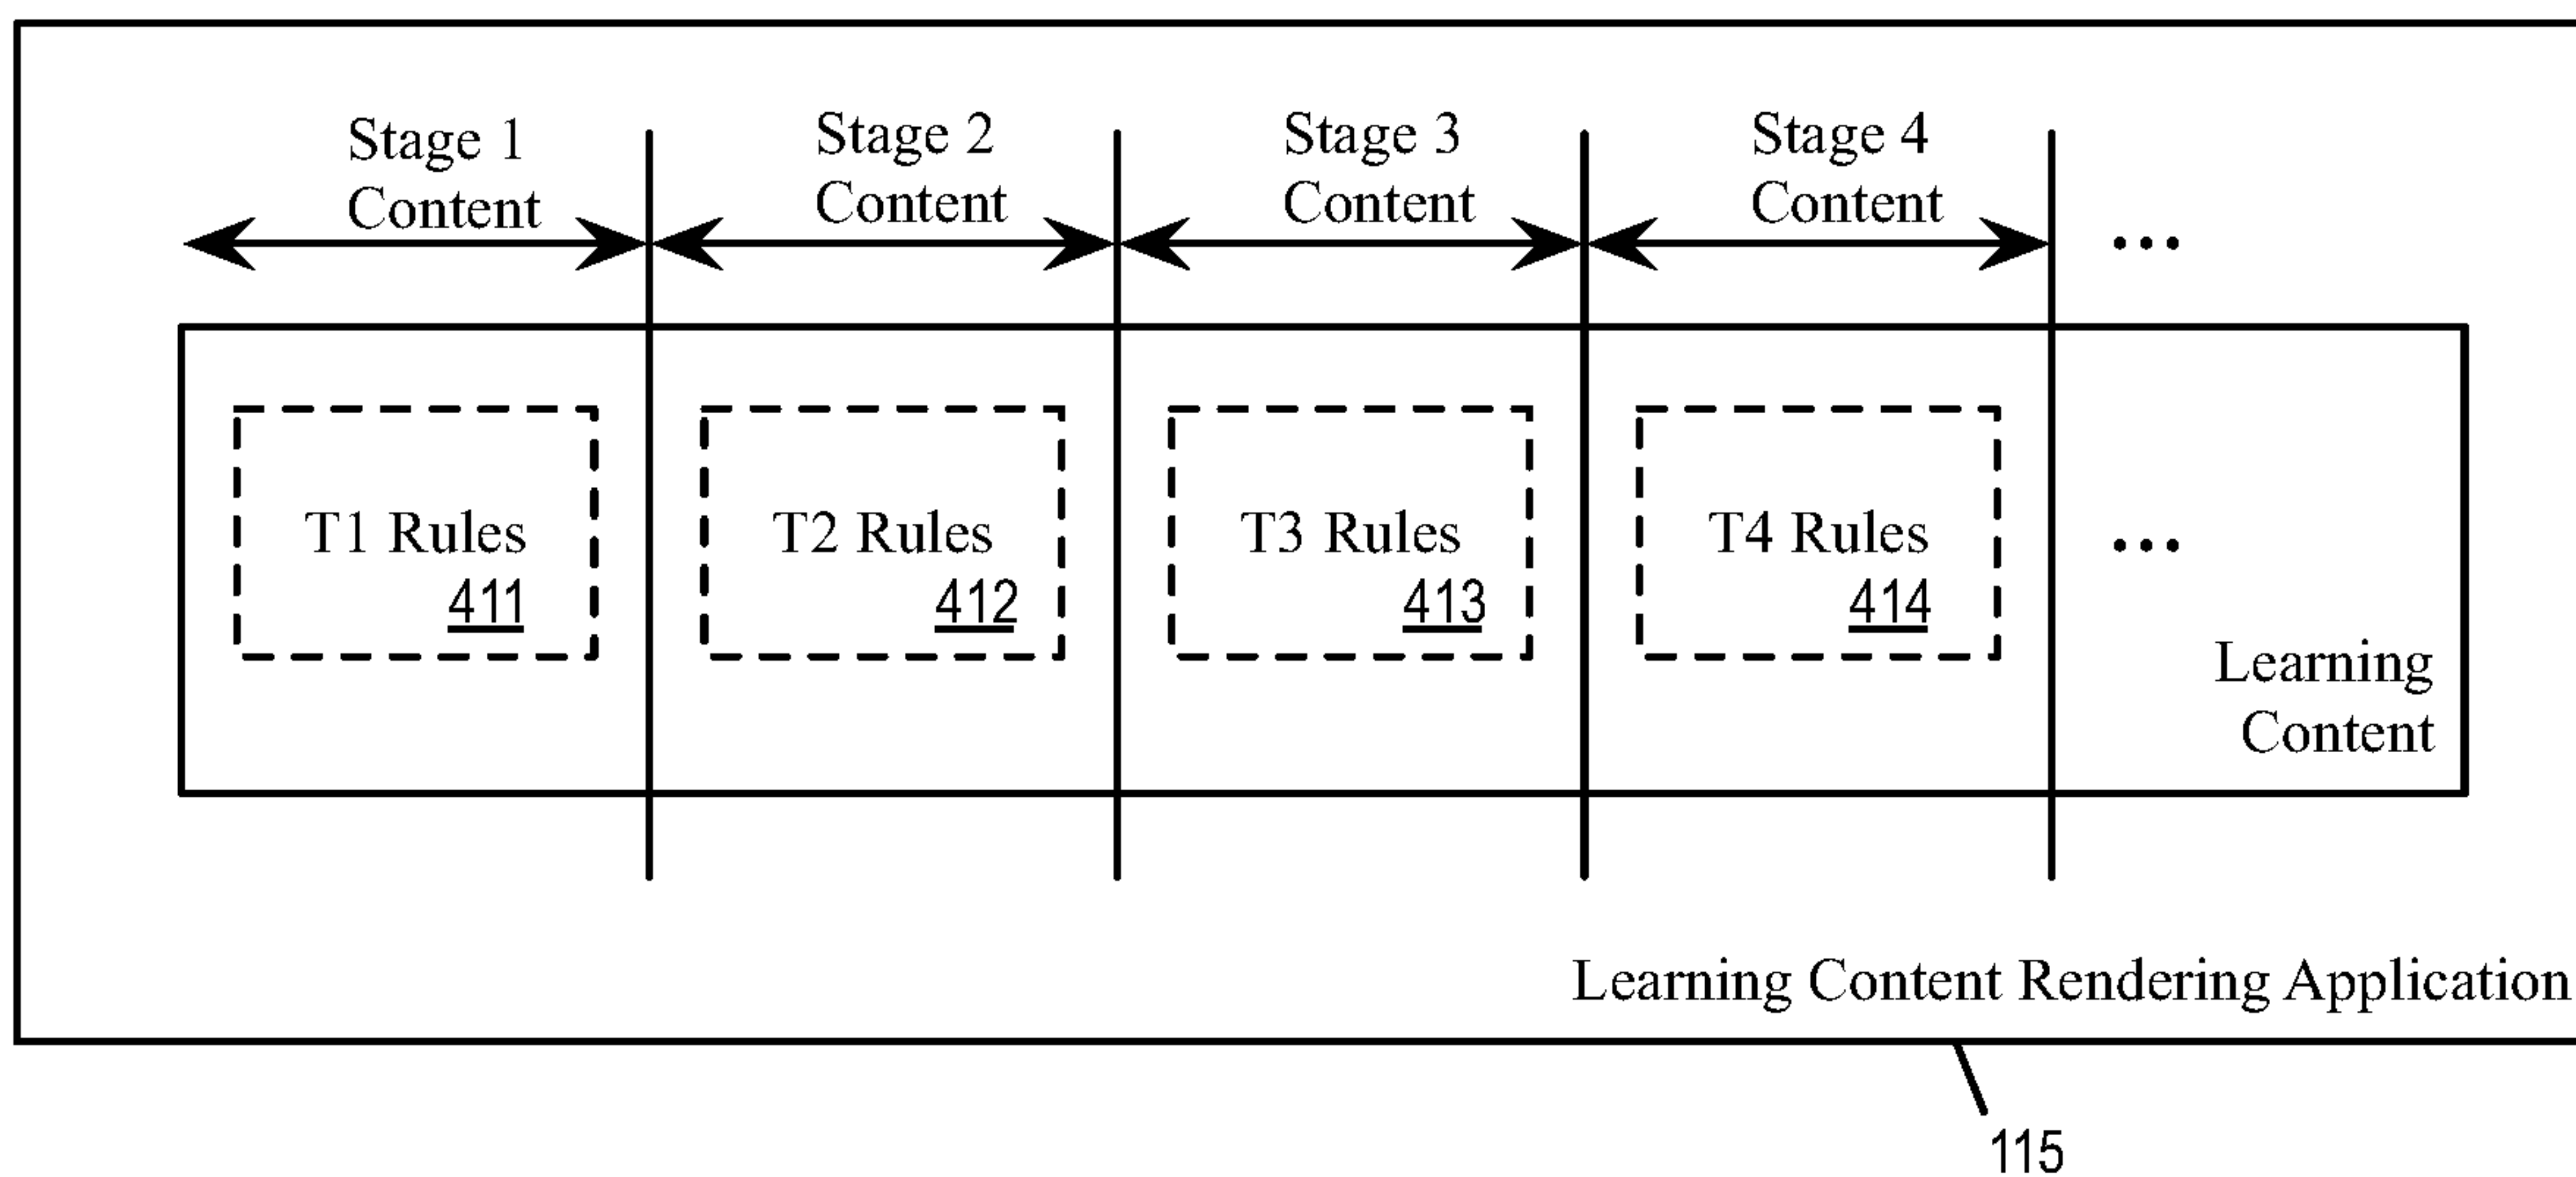 Stage 1
Content
Stage 2
Content
Stage 3
Content
Stage 4
Content
...
T1 Rules
411
T2 Rules
412
T3 Rules
413
T4 Rules
414
...
Learning
Content
Learning Content Rendering Application
115